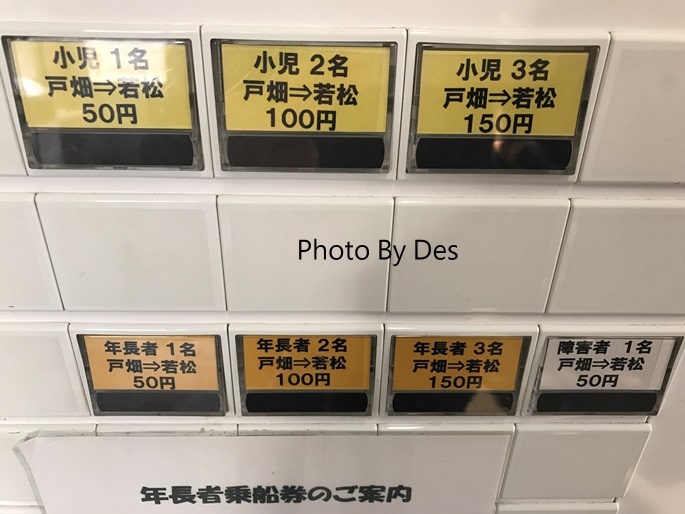 小児 1名
戸畑⇒若松
50円
小児 2名
戸畑⇒若松
100円
小児 3名
戸畑⇒若松
150円
Photo By Des
年長者 1名
戸畑⇒若松
50円
年長者 2名
戸畑⇒若松
100円
年長者 3名
戸畑⇒若松
150円
障害者 1名
戸畑⇒若松
50円
年長者乗船券のご案内